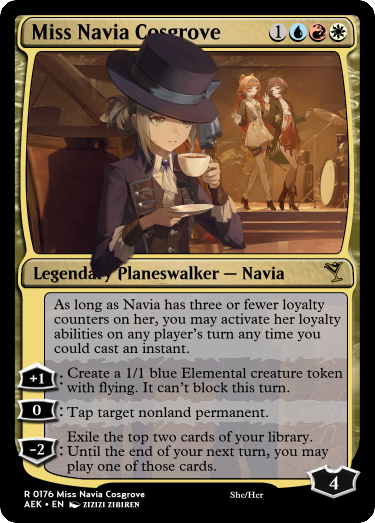 Miss Navia Cosgrove 1
Legendary Planeswalker — Navia
As long as Navia has three or fewer loyalty
counters on her, you may activate her loyalty
abilities on any player's turn any time you
could cast an instant.
+1: Create a 1/1 blue Elemental creature token
with flying. It can't block this turn.
0: Tap target nonland permanent.
Exile the top two cards of your library.
-2: Until the end of your next turn, you may
play one of those cards.
4
R 0176 Miss Navia Cosgrove
She/Her
AEK • EN ZIZIZI ZIBIREN